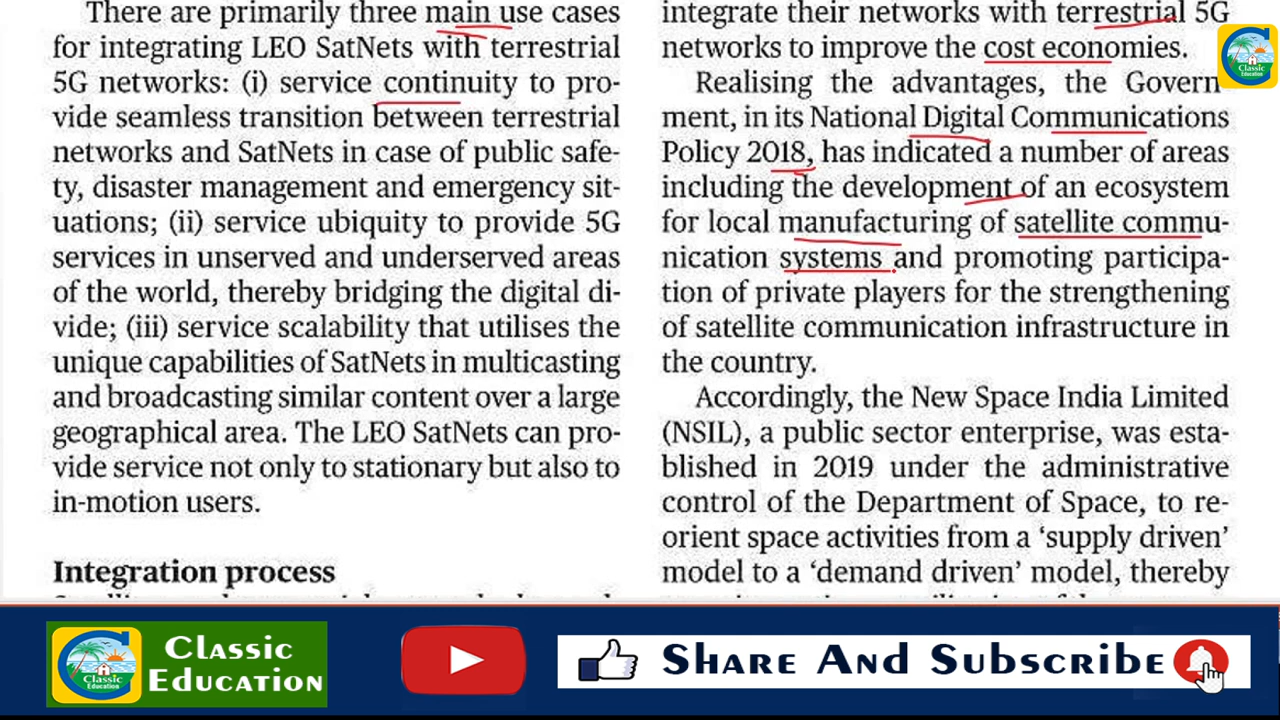 There are primarily three main use cases
for integrating LEO SatNets with terrestrial
5G networks: (i) service continuity to pro-
vide seamless transition between terrestrial
networks and SatNets in case of public safe-
ty, disaster management and emergency sit-
uations; (ii) service ubiquity to provide 5G
services in unserved and underserved areas
of the world, thereby bridging the digital di-
vide; (iii) service scalability that utilises the
unique capabilities of SatNets in multicasting
and broadcasting similar content over a large
geographical area. The LEO SatNets can pro-
vide service not only to stationary but also to
in-motion users.
Integration process
integrate their networks with terrestrial 5G
networks to improve the cost economies.
Realising the advantages, the Govern-
ment, in its National Digital Communications
Policy 2018, has indicated a number of areas
including the development of an ecosystem
for local manufacturing of satellite commu-
nication systems and promoting participa-
tion of private players for the strengthening
of satellite communication infrastructure in
the country.
Accordingly, the New Space India Limited
(NSIL), a public sector enterprise, was esta-
blished in 2019 under the administrative
control of the Department of Space, to re-
orient space activities from a ‘supply driven’
model to a ‘demand driven’ model, thereby
Classic
Education
Classic
Education
Classic
Education
Share And Subscribe